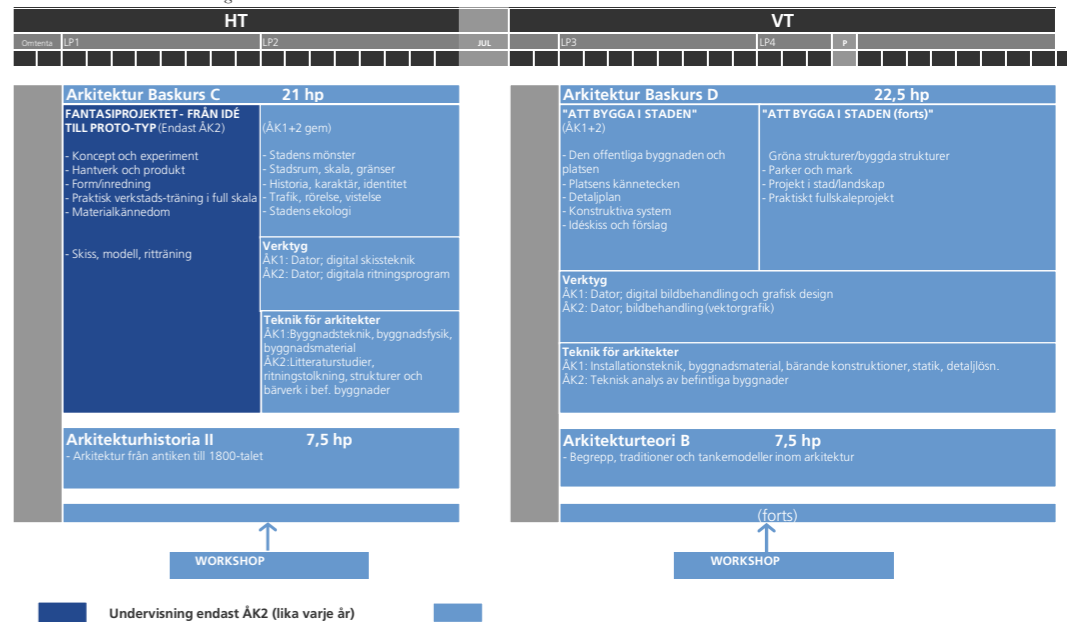 HT
VT
Omtenta
LP1
LP2
JUL
LP3
LP4
P
Arkitektur Baskurs C 21 hp
FANTASIPROJEKTET - FRÅN IDÉ
TILL PROTO-TYP (Endast ÅK2)
- Koncept och experiment
- Hantverk och produkt
- Form/inredning
- Praktisk verkstads-träning i full skala
- Materialkännedom
- Skiss, modell, ritträning
(ÅK1+2 gem)
- Stadens mönster
- Stadsrum, skala, gränser
- Historia, karaktär, identitet
- Trafik, rörelse, vistelse
- Stadens ekologi
Verktyg
ÅK1: Dator; digital skissteknik
ÅK2: Dator; digitala ritningsprogram
Teknik för arkitekter
ÅK1:Byggnadsteknik, byggnadsfysik,
byggnadsmaterial
ÅK2:Litteraturstudier,
ritningstolkning, strukturer och
bärverk i bef. byggnader
Arkitekturhistoria II 7,5 hp
- Arkitektur från antiken till 1800-talet
WORKSHOP
Arkitektur Baskurs D 22,5 hp
"ATT BYGGA I STADEN"
(ÅK1+2)
- Den offentliga byggnaden och
platsen
- Platsens kännetecken
- Detaljplan
- Konstruktiva system
- Idéskiss och förslag
"ATT BYGGA I STADEN (forts)"
Gröna strukturer/byggda strukturer
- Parker och mark
- Projekt i stad/landskap
- Praktiskt fullskaleprojekt
Verktyg
ÅK1: Dator; digital bildbehandling och grafisk design
ÅK2: Dator; bildbehandling (vektorgrafik)
Teknik för arkitekter
ÅK1: Installationsteknik, byggnadsmaterial, bärande konstruktioner, statik, detaljlösn.
ÅK2: Teknisk analys av befintliga byggnader
Arkitekturteori B 7,5 hp
- Begrepp, traditioner och tankemodeller inom arkitektur
(forts)
WORKSHOP
Undervisning endast ÅK2 (lika varje år)